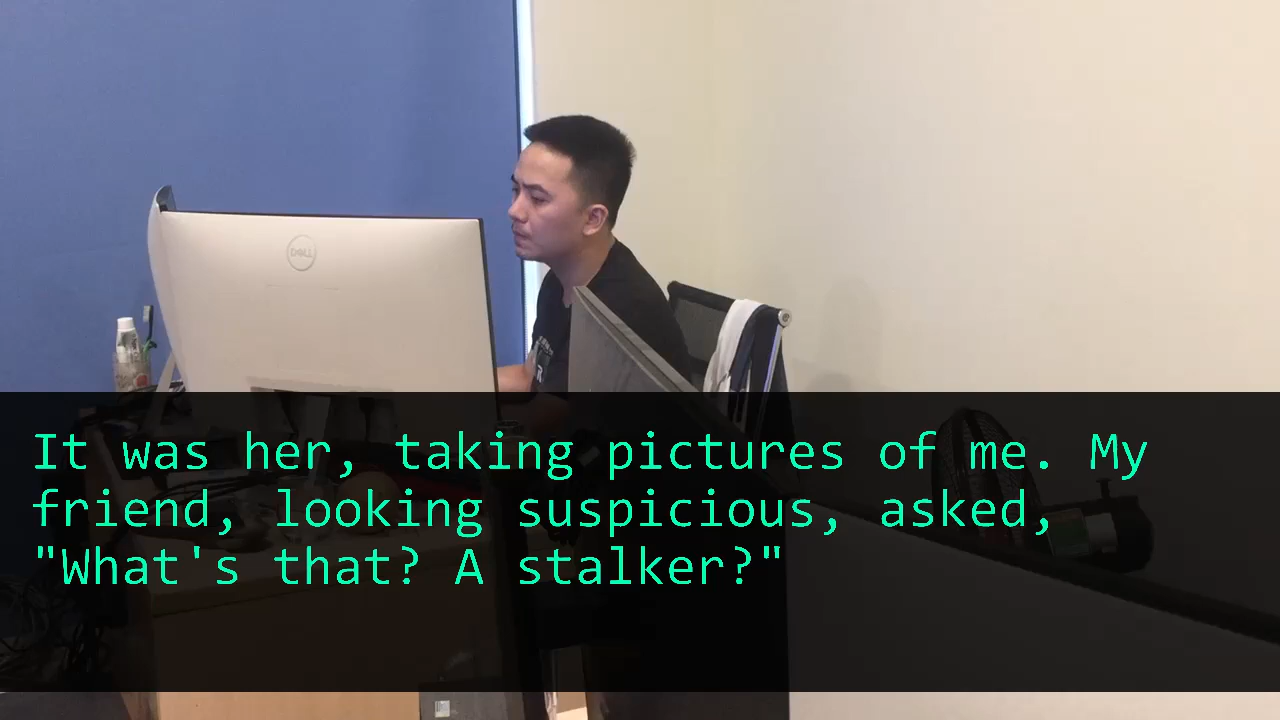 DELL
It was her, taking pictures of me. My
friend, looking suspicious, asked,
"What's that? A stalker?"